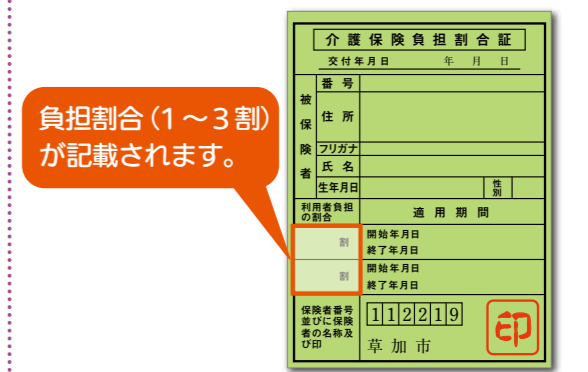 負担割合(1～3割)
が記載されます。
介護保険負担割合証
交付年月日 年 月 日
被保険者
番号
住所
フリガナ
氏名
生年月日 性別
利用者負担
の割合
適用期間
割
開始年月日
終了年月日
割
開始年月日
終了年月日
保険者番号
並びに保険
者の名称及
び印
112219
草加市
印